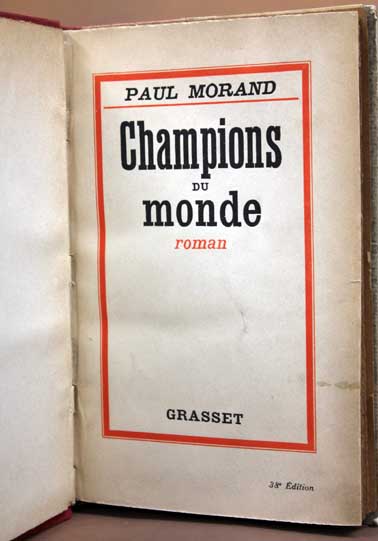 PAUL MORAND
Champions
DU
monde
roman
GRASSET
38e Édition